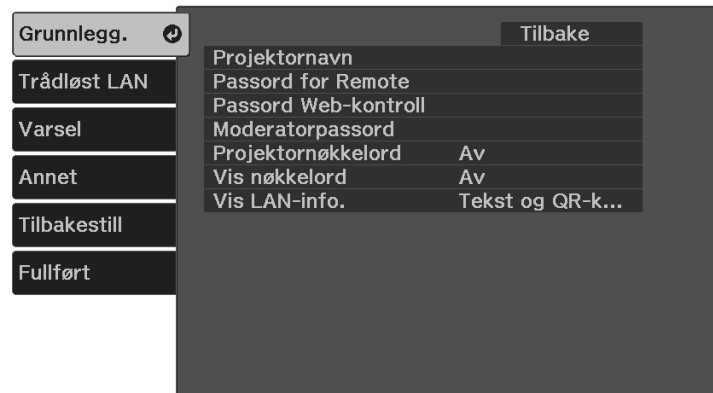 Grunnlegg.
Trådløst LAN
Varsel
Annet
Tilbakestill
Fullført
Tilbake
Projektornavn
Passord for Remote
Passord Web-kontroll
Moderatorpassord
Projektornøkkelord Av
Vis nøkkelord Av
Vis LAN-info. Tekst og QR-k...